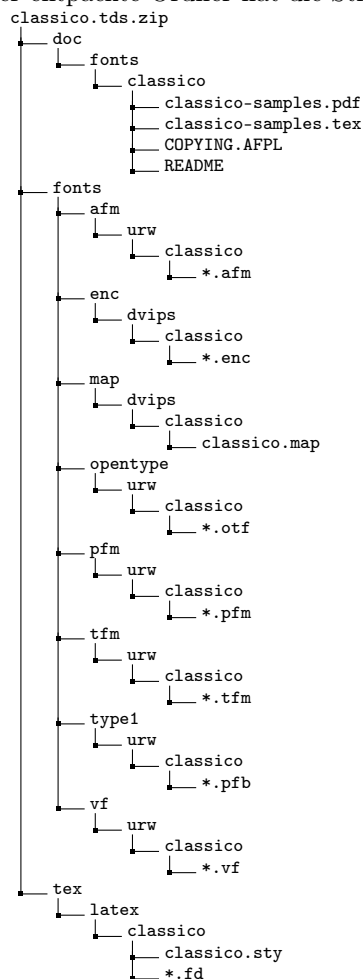 classico.tds.zip
doc
fonts
classico
classico-samples.pdf
classico-samples.tex
COPYING.AFPL
README
fonts
afm
urw
classico
*.afm
enc
dvips
classico
*.enc
map
dvips
classico
classico.map
opentype
urw
classico
*.otf
pfm
urw
classico
*.pfm
tfm
urw
classico
*.tfm
type1
urw
classico
*.pfb
vf
urw
classico
*.vf
tex
latex
classico
classico.sty
*.fd